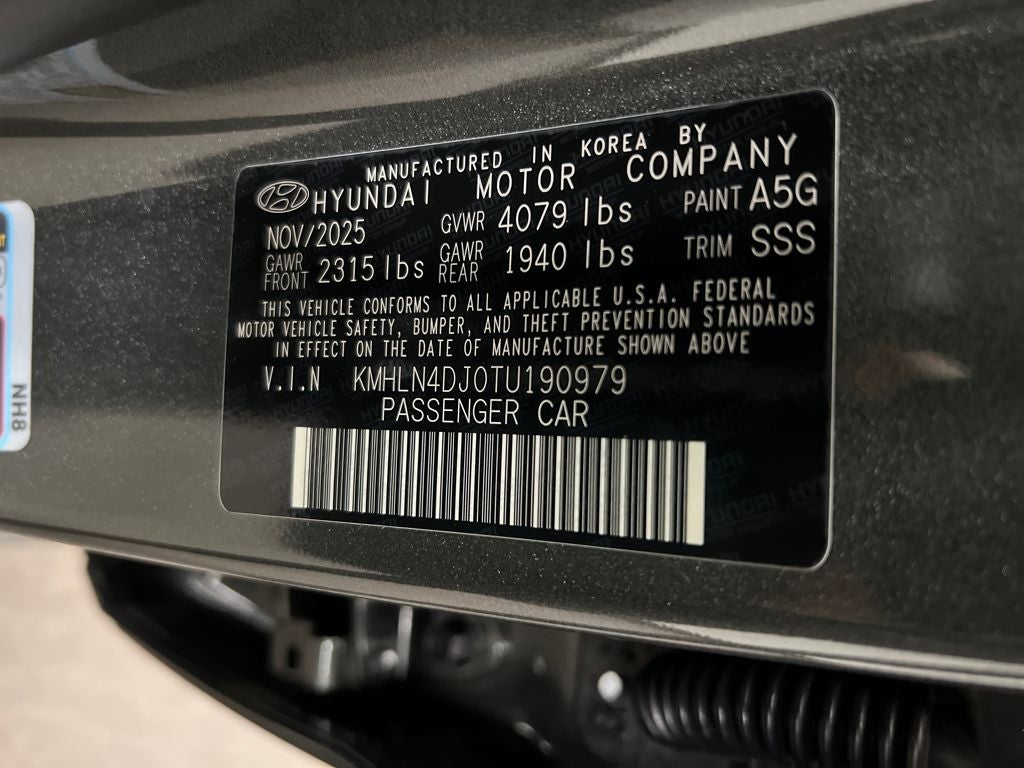 MANUFACTURED IN KOREA BY
HYUNDAI MOTOR COMPANY
NOV/2025 GVWR 4079 lbs PAINT A5G
GAWR FRONT 2315 lbs GAWR REAR 1940 lbs TRIM SSS
THIS VEHICLE CONFORMS TO ALL APPLICABLE U.S.A. FEDERAL
MOTOR VEHICLE SAFETY, BUMPER, AND THEFT PREVENTION STANDARDS
IN EFFECT ON THE DATE OF MANUFACTURE SHOWN ABOVE
V.I.N KMHLN4DJ0TU190979
PASSENGER CAR
NH8